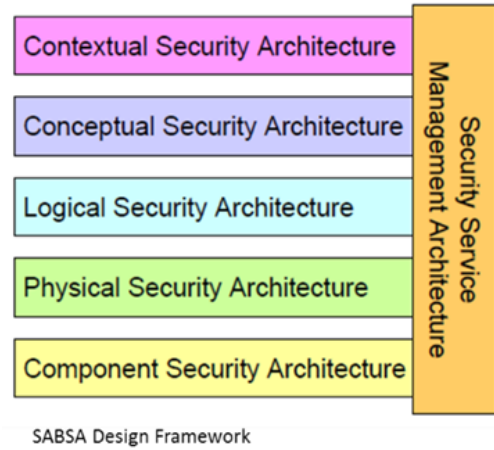 Contextual Security Architecture
Conceptual Security Architecture
Logical Security Architecture
Physical Security Architecture
Component Security Architecture
Security Service
Management Architecture
SABSA Design Framework